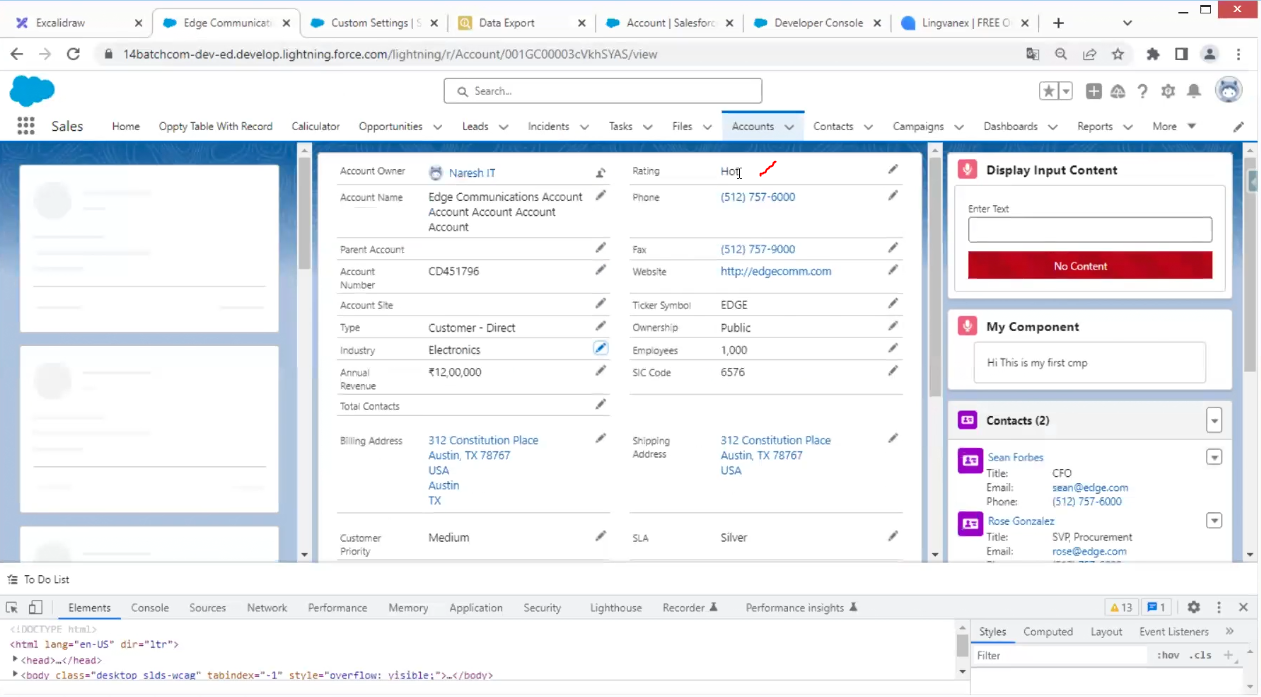 Excalidraw
Edge Communicati
Custom Settings | S
Data Export
Account | Salesforc
Developer Console
Lingvanex | FREE O
14batchcom-dev-ed.develop.lightning.force.com/lightning/r/Account/001GC00003cVkhSYAS/view
Search...
Sales
Home
Oppty Table With Record
Calculator
Opportunities
Leads
Incidents
Tasks
Files
Accounts
Contacts
Campaigns
Dashboards
Reports
More
Account Owner
Naresh IT
Rating
Hot
Account Name
Edge Communications Account
Account Account Account
Account
Phone
(512) 757-6000
Parent Account
Fax
(512) 757-9000
Account
Number
CD451796
Website
http://edgecomm.com
Account Site
Ticker Symbol
EDGE
Type
Customer - Direct
Ownership
Public
Industry
Electronics
Employees
1,000
Annual
Revenue
₹12,00,000
SIC Code
6576
Total Contacts
Billing Address
312 Constitution Place
Austin, TX 78767
USA
Austin
TX
Shipping
Address
312 Constitution Place
Austin, TX 78767
USA
Customer
Priority
Medium
SLA
Silver
Display Input Content
Enter Text
No Content
My Component
Hi This is my first cmp
Contacts (2)
Sean Forbes
Title: CFO
Email: sean@edge.com
Phone: (512) 757-6000
Rose Gonzalez
Title: SVP, Procurement
Email: rose@edge.com
To Do List
Elements
Console
Sources
Network
Performance
Memory
Application
Security
Lighthouse
Recorder
Performance insights
13
1
<!DOCTYPE html>
<html lang="en-US" dir="ltr">
<head>…</head>
<body class="desktop slds-wcag" tabindex="-1" style="overflow: visible;">…</body>
Styles
Computed
Layout
Event Listeners
Filter
:hov .cls